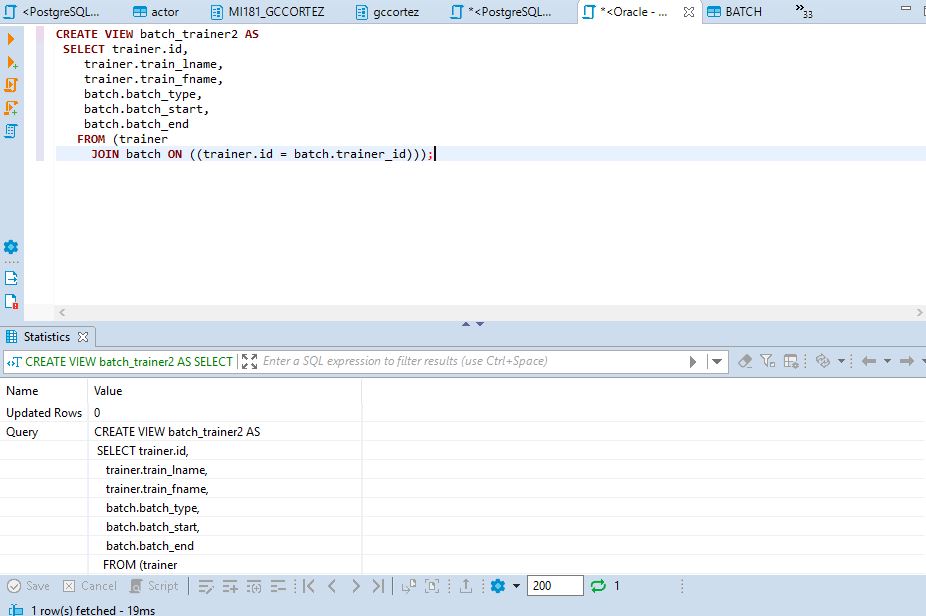 <PostgreSQL... actor MI181_GCCORTEZ gccortez *<PostgreSQL... *<Oracle - ... BATCH »33
CREATE VIEW batch_trainer2 AS
SELECT trainer.id,
trainer.train_lname,
trainer.train_fname,
batch.batch_type,
batch.batch_start,
batch.batch_end
FROM (trainer
JOIN batch ON ((trainer.id = batch.trainer_id)));
Statistics
CREATE VIEW batch_trainer2 AS SELECT Enter a SQL expression to filter results (use Ctrl+Space)
Name Value
Updated Rows 0
Query CREATE VIEW batch_trainer2 AS
SELECT trainer.id,
trainer.train_lname,
trainer.train_fname,
batch.batch_type,
batch.batch_start,
batch.batch_end
FROM (trainer
Save Cancel Script 200 1
1 row(s) fetched - 19ms